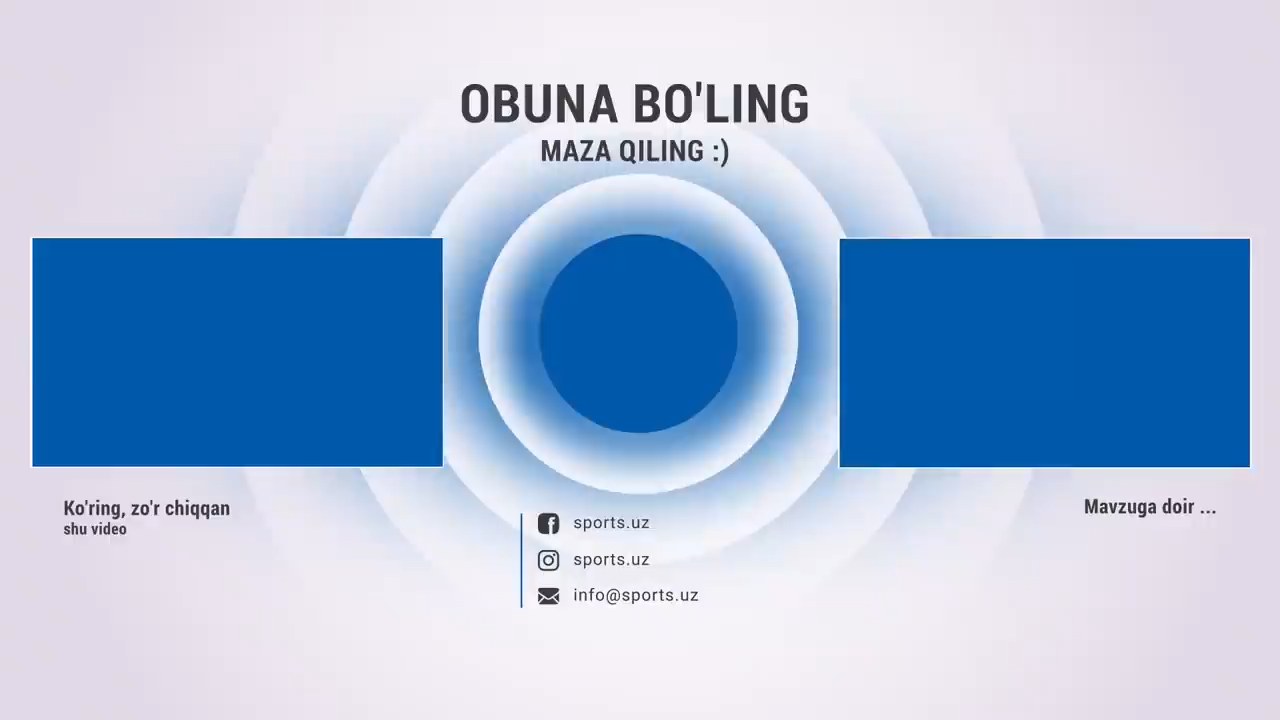 OBUNA BO'LING
MAZA QILING :)
Ko'ring, zo'r chiqqan
shu video
Mavzuga doir ...
sports.uz
sports.uz
info@sports.uz